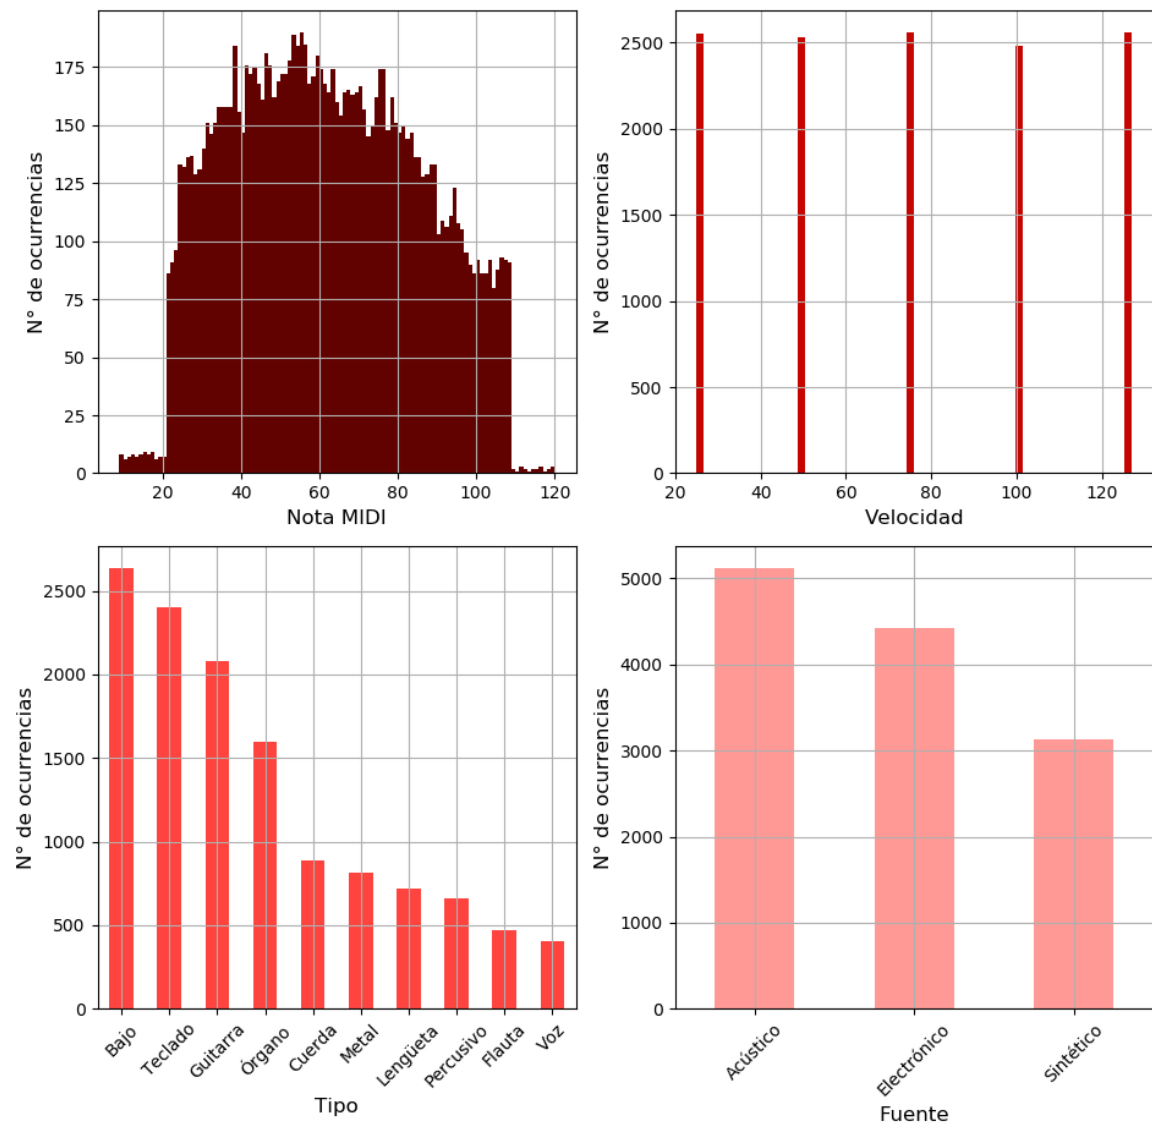 N° de ocurrencias
175
150
125
100
75
50
25
0
20 40 60 80 100 120
Nota MIDI
N° de ocurrencias
2500
2000
1500
1000
500
0
20 40 60 80 100 120
Velocidad
N° de ocurrencias
2500
2000
1500
1000
500
0
Bajo Teclado Guitarra Órgano Cuerda Metal Lengüeta Percusivo Flauta Voz
Tipo
N° de ocurrencias
5000
4000
3000
2000
1000
0
Acústico Electrónico Sintético
Fuente